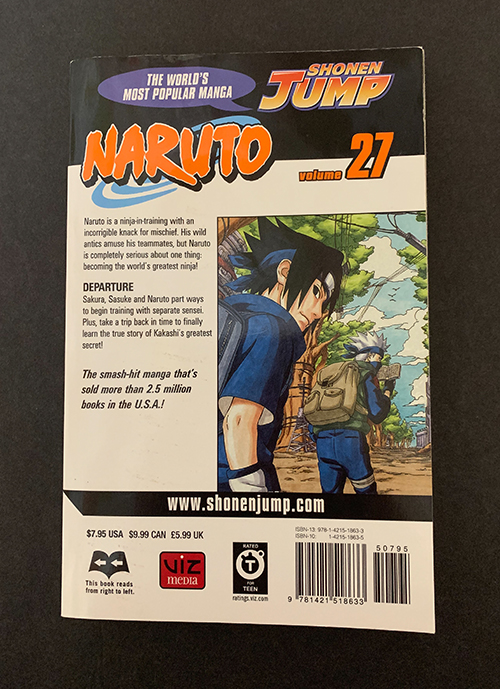 THE WORLD'S
MOST POPULAR MANGA
SHONEN
JUMP
NARUTO
volume 27
Naruto is a ninja-in-training with an
incorrigible knack for mischief. His wild
antics amuse his teammates, but Naruto
is completely serious about one thing:
becoming the world's greatest ninja!
DEPARTURE
Sakura, Sasuke and Naruto part ways
to begin training with separate sensei.
Plus, take a trip back in time to finally
learn the true story of Kakashi's greatest
secret!
The smash-hit manga that's
sold more than 2.5 million
books in the U.S.A.!
www.shonenjump.com
$7.95 USA $9.99 CAN £5.99 UK
This book reads
from right to left.
VIZ
MEDIA
RATED
T
FOR
TEEN
ratings.viz.com
ISBN-13: 978-1-4215-1863-3
ISBN-10: 1-4215-1863-5
50795
9 781421 518633